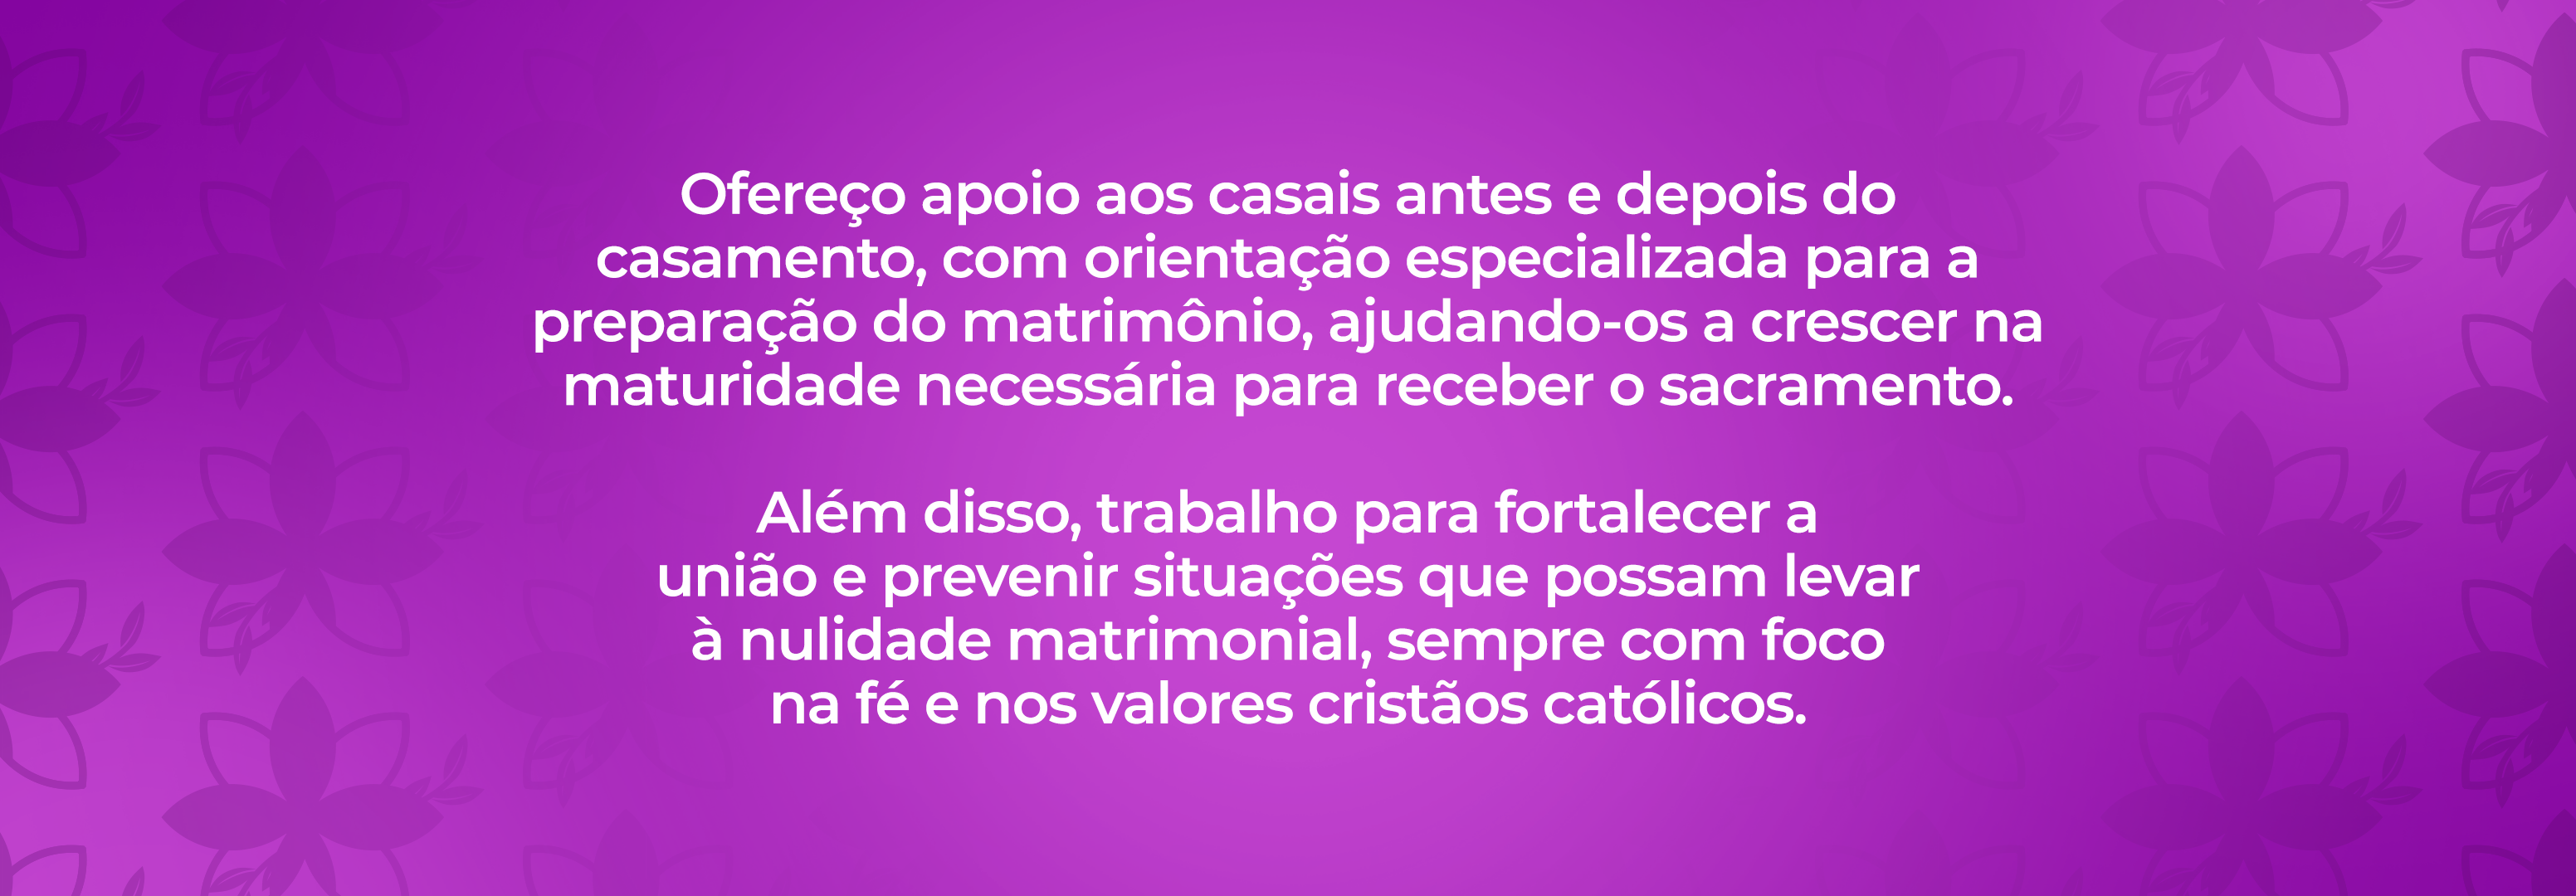 Ofereço apoio aos casais antes e depois do
casamento, com orientação especializada para a
preparação do matrimônio, ajudando-os a crescer na
maturidade necessária para receber o sacramento.
Além disso, trabalho para fortalecer a
união e prevenir situações que possam levar
à nulidade matrimonial, sempre com foco
na fé e nos valores cristãos católicos.